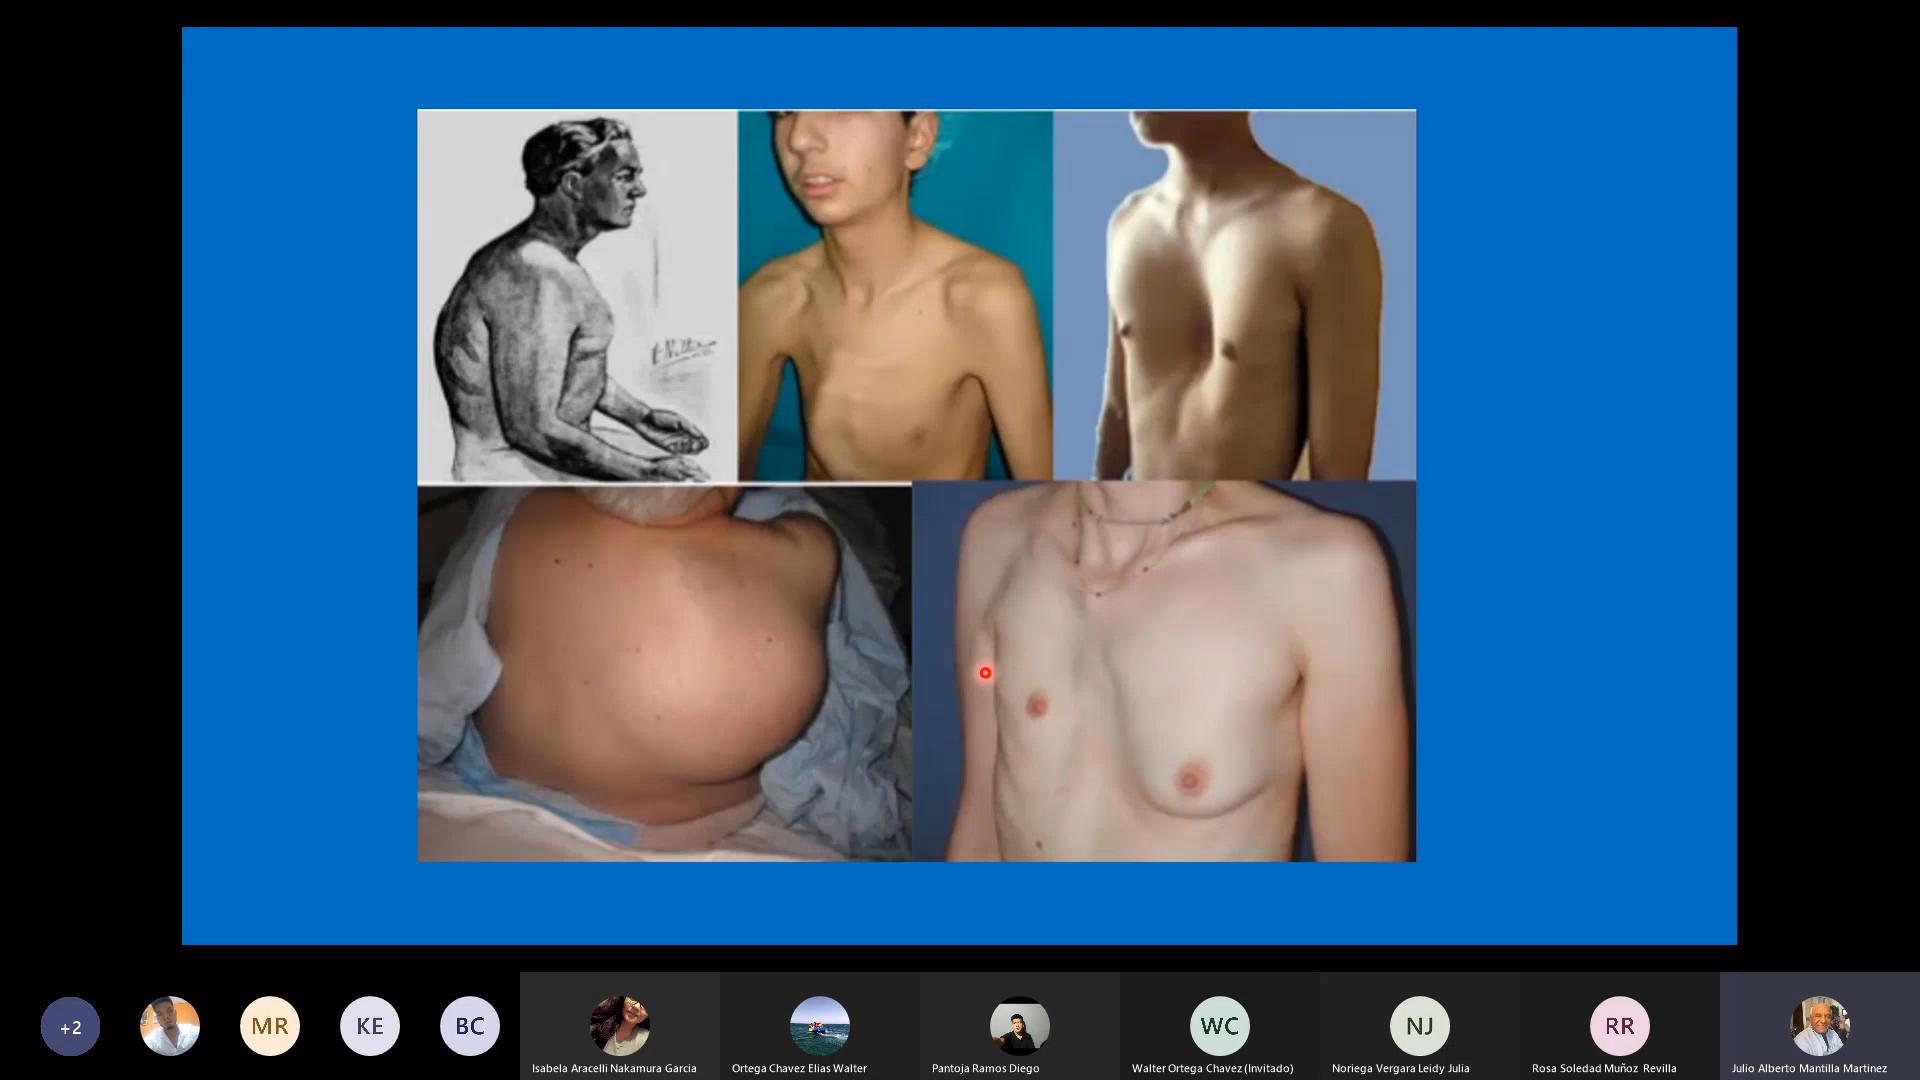 +2
MR
KE
BC
Isabela Aracelli Nakamura Garcia
Ortega Chavez Elias Walter
Pantoja Ramos Diego
WC
Walter Ortega Chavez (Invitado)
NJ
Noriega Vergara Leidy Julia
RR
Rosa Soledad Muñoz Revilla
Julio Alberto Mantilla Martinez